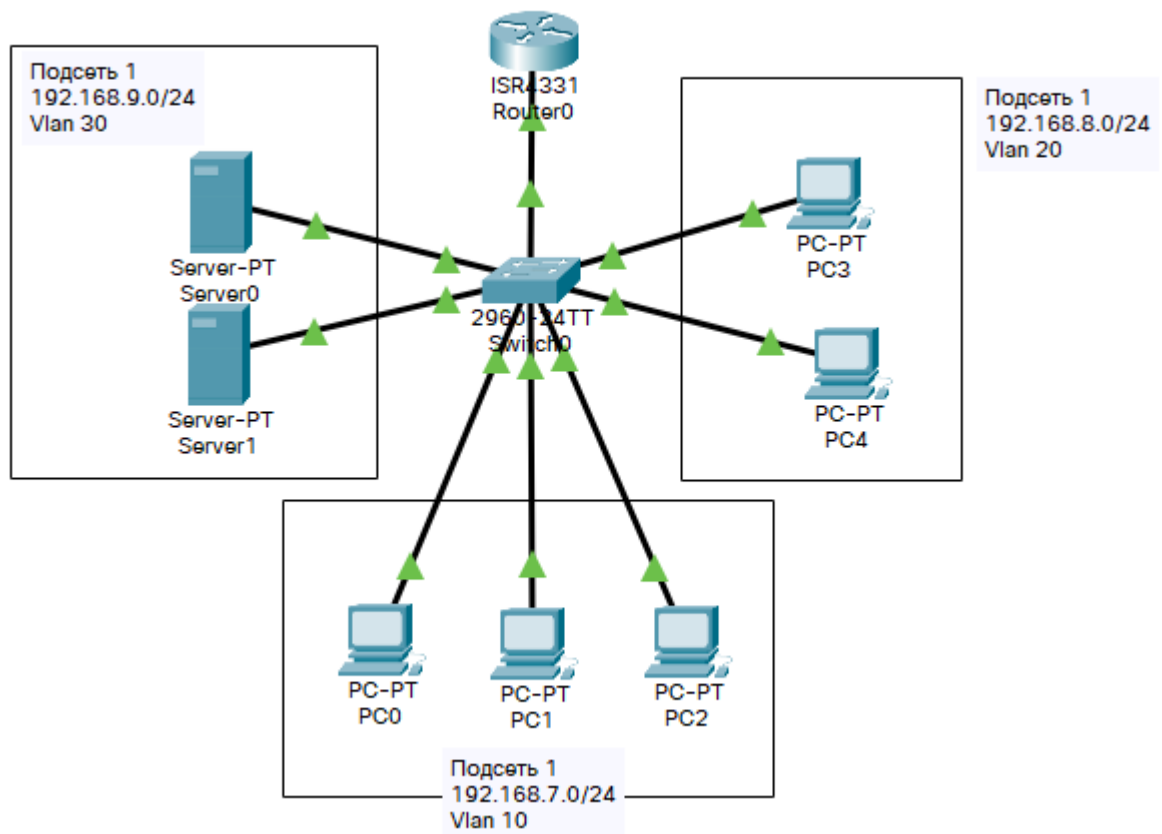 ISR4331
Router0
Подсеть 1
192.168.9.0/24
Vlan 30
Подсеть 1
192.168.8.0/24
Vlan 20
Server-PT
Server0
PC-PT
PC3
2960-24TT
Switch0
Server-PT
Server1
PC-PT
PC4
PC-PT
PC0
PC-PT
PC1
PC-PT
PC2
Подсеть 1
192.168.7.0/24
Vlan 10